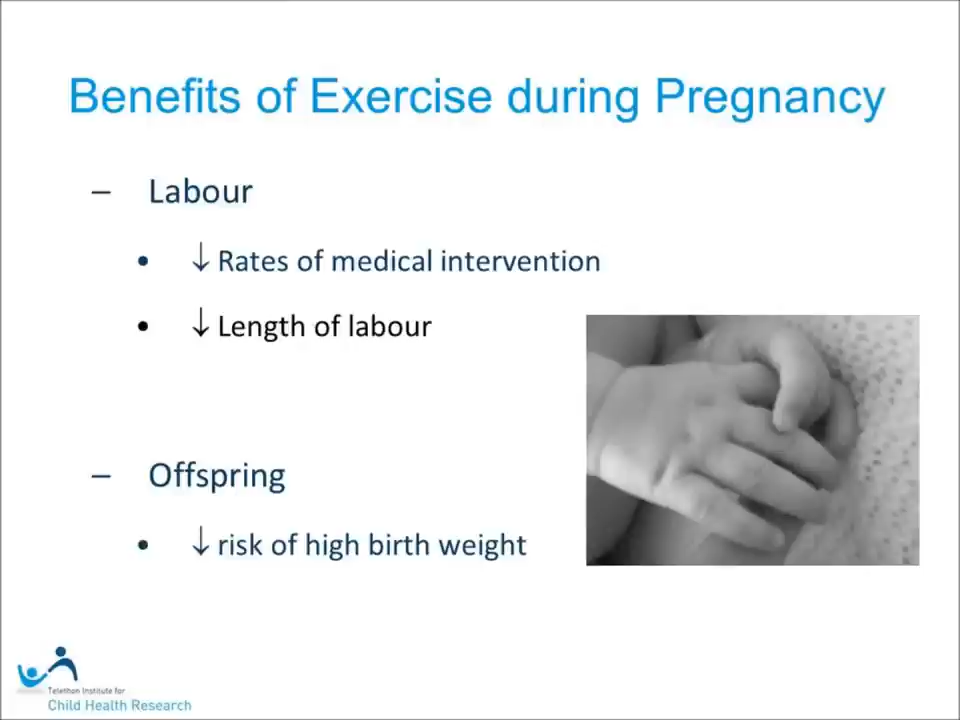 Benefits of Exercise during Pregnancy
– Labour
• ↓ Rates of medical intervention
• ↓ Length of labour
– Offspring
• ↓ risk of high birth weight
Telethon Institute for
Child Health Research